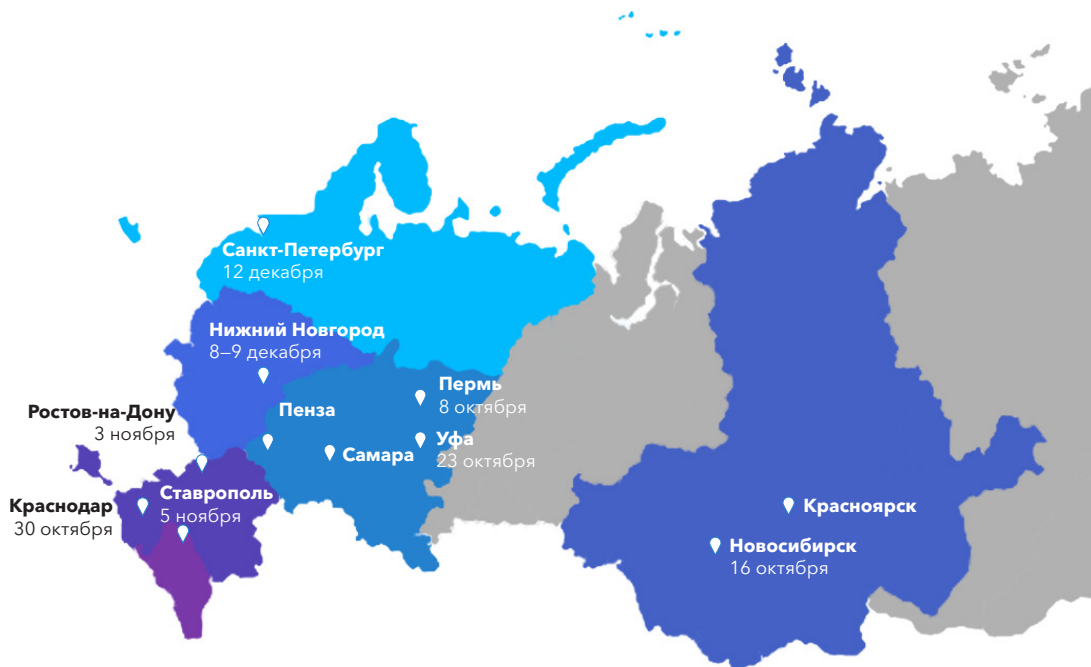 Санкт-Петербург
12 декабря
Нижний Новгород
8–9 декабря
Пермь
8 октября
Ростов-на-Дону
3 ноября
Пенза
Уфа
23 октября
Самара
Краснодар
30 октября
Ставрополь
5 ноября
Красноярск
Новосибирск
16 октября